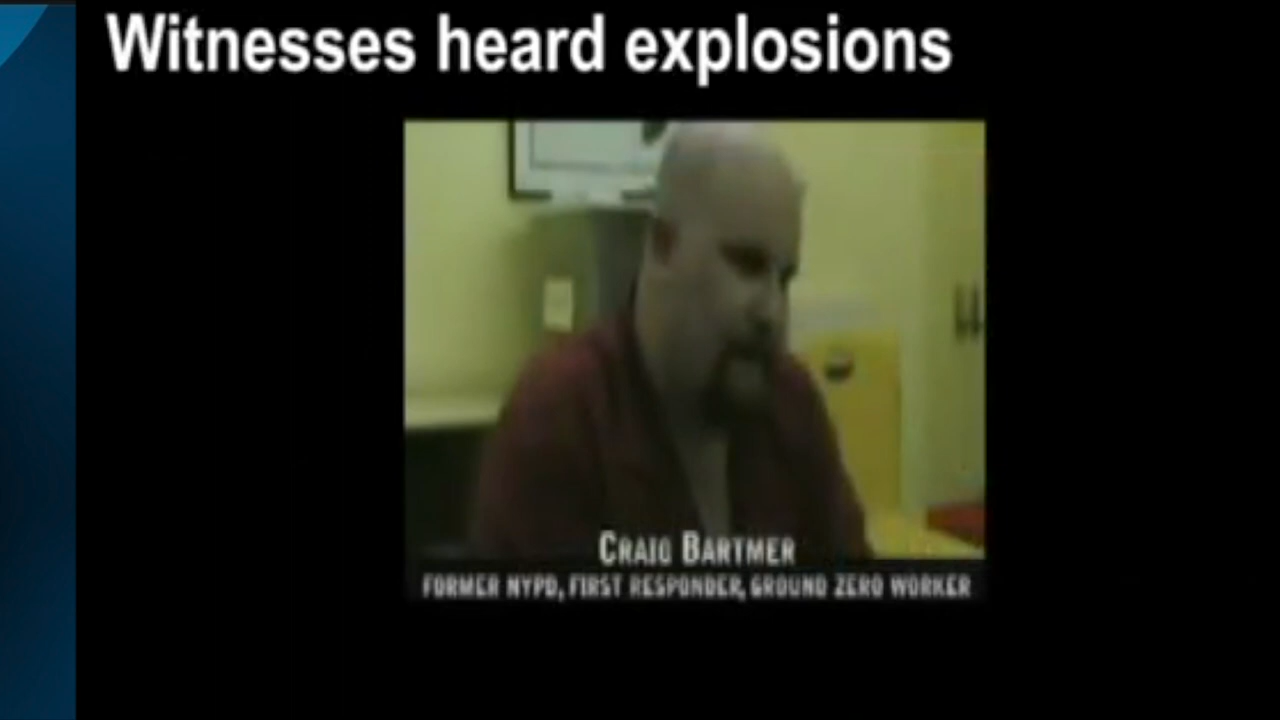 Witnesses heard explosions
CRAIG BARTMER
FORMER NYPD, FIRST RESPONDER, GROUND ZERO WORKER